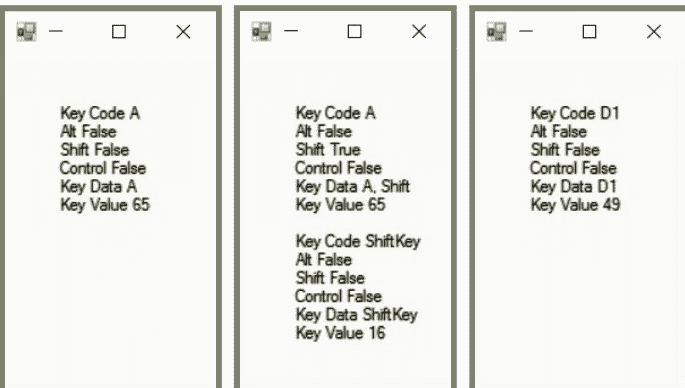 Key Code A
Alt False
Shift False
Control False
Key Data A
Key Value 65
Key Code A
Alt False
Shift True
Control False
Key Data A, Shift
Key Value 65
Key Code ShiftKey
Alt False
Shift False
Control False
Key Data ShiftKey
Key Value 16
Key Code D1
Alt False
Shift False
Control False
Key Data D1
Key Value 49